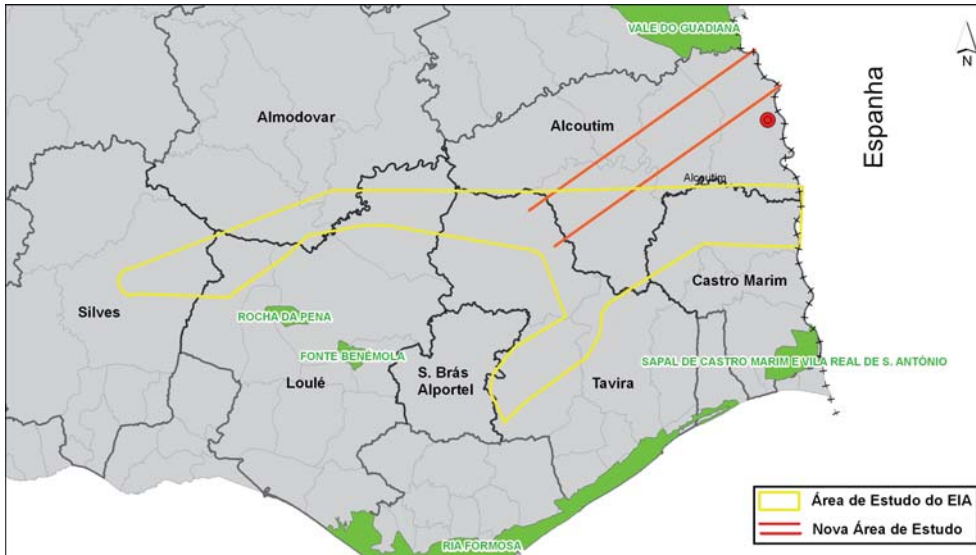 VALE DO GUADIANA
N
Espanha
Almodovar
Alcoutim
Alcoutim
Silves
Castro Marim
ROCHA DA PENA
FONTE BENÉMOLA
Loulé
S. Brás
Alportel
SAPAL DE CASTRO MARIM E VILA REAL DE S. ANTÓNIO
Tavira
RIA FORMOSA
Área de Estudo do EIA
Nova Área de Estudo